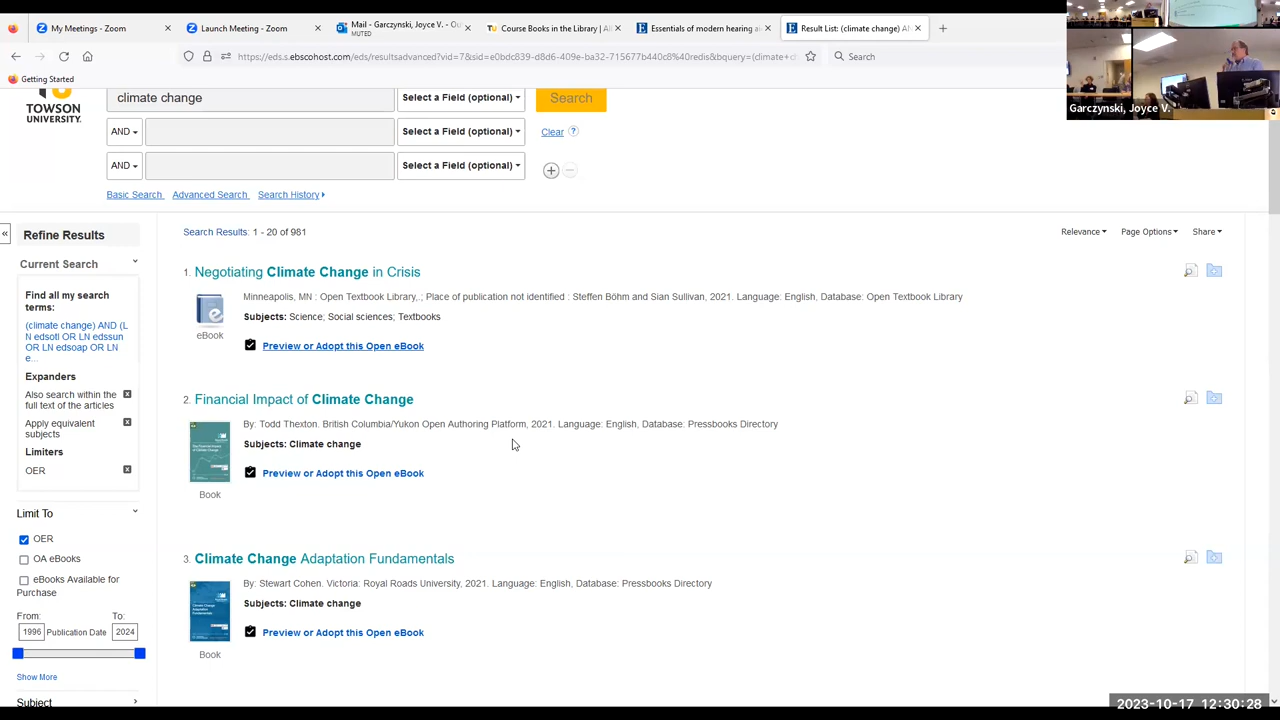 My Meetings - Zoom
Launch Meeting - Zoom
Mail - Garczynski, Joyce V. - Ou
MUTED
Course Books in the Library | Al
Essentials of modern hearing a
Result List: (climate change) A
https://eds.s.ebscohost.com/eds/resultsadvanced?vid=7&sid=e0bdc839-d8d6-409e-ba32-715677b440c8%40redis&bquery=(climate+c
Search
Getting Started
Garczynski, Joyce V.
TOWSON
UNIVERSITY.
climate change
Select a Field (optional)
Search
AND
Select a Field (optional)
Clear
?
AND
Select a Field (optional)
Basic Search
Advanced Search
Search History
Refine Results
Current Search
Find all my search
terms:
(climate change) AND (L
N edsotl OR LN edssun
OR LN edsoap OR LN
e...
Expanders
Also search within the
full text of the articles
Apply equivalent
subjects
Limiters
OER
Limit To
OER
OA eBooks
eBooks Available for
Purchase
From:
To:
1996
Publication Date
2024
Show More
Subject
Search Results: 1 - 20 of 981
Relevance
Page Options
Share
1. Negotiating Climate Change in Crisis
Minneapolis, MN : Open Textbook Library,.; Place of publication not identified : Steffen Böhm and Sian Sullivan, 2021. Language: English, Database: Open Textbook Library
Subjects: Science; Social sciences; Textbooks
eBook
Preview or Adopt this Open eBook
2. Financial Impact of Climate Change
By: Todd Thexton. British Columbia/Yukon Open Authoring Platform, 2021. Language: English, Database: Pressbooks Directory
Subjects: Climate change
Preview or Adopt this Open eBook
Book
3. Climate Change Adaptation Fundamentals
By: Stewart Cohen. Victoria: Royal Roads University, 2021. Language: English, Database: Pressbooks Directory
Subjects: Climate change
Preview or Adopt this Open eBook
Book
2023-10-17 12:30:28